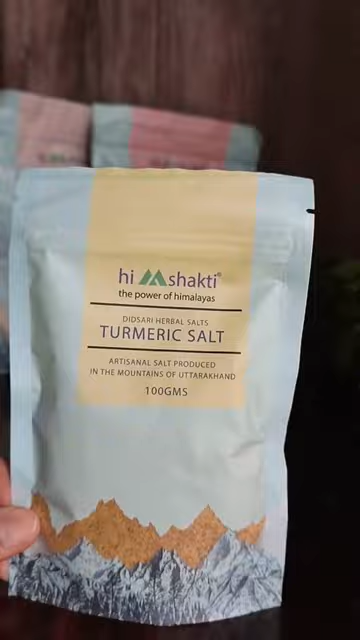 hi shakti®
the power of himalayas
DIDSARI HERBAL SALTS
TURMERIC SALT
ARTISANAL SALT PRODUCED
IN THE MOUNTAINS OF UTTARAKHAND
100GMS